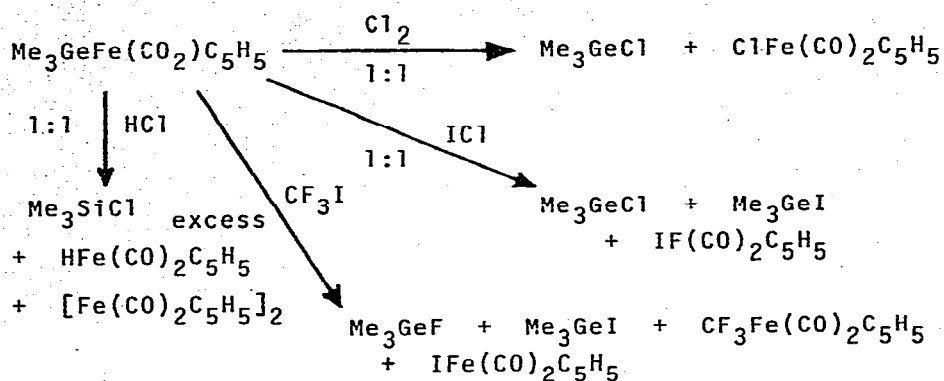 Cl₂
Me₃GeFe(CO₂)C₅H₅ Me₃GeCl + ClFe(CO)₂C₅H₅
1:1
1:1 HCl ICl
1:1
CF₃I
Me₃SiCl Me₃GeCl + Me₃GeI
excess
+ HFe(CO)₂C₅H₅ + IF(CO)₂C₅H₅
+ [Fe(CO)₂C₅H₅]₂
Me₃GeF + Me₃GeI + CF₃Fe(CO)₂C₅H₅
+ IFe(CO)₂C₅H₅